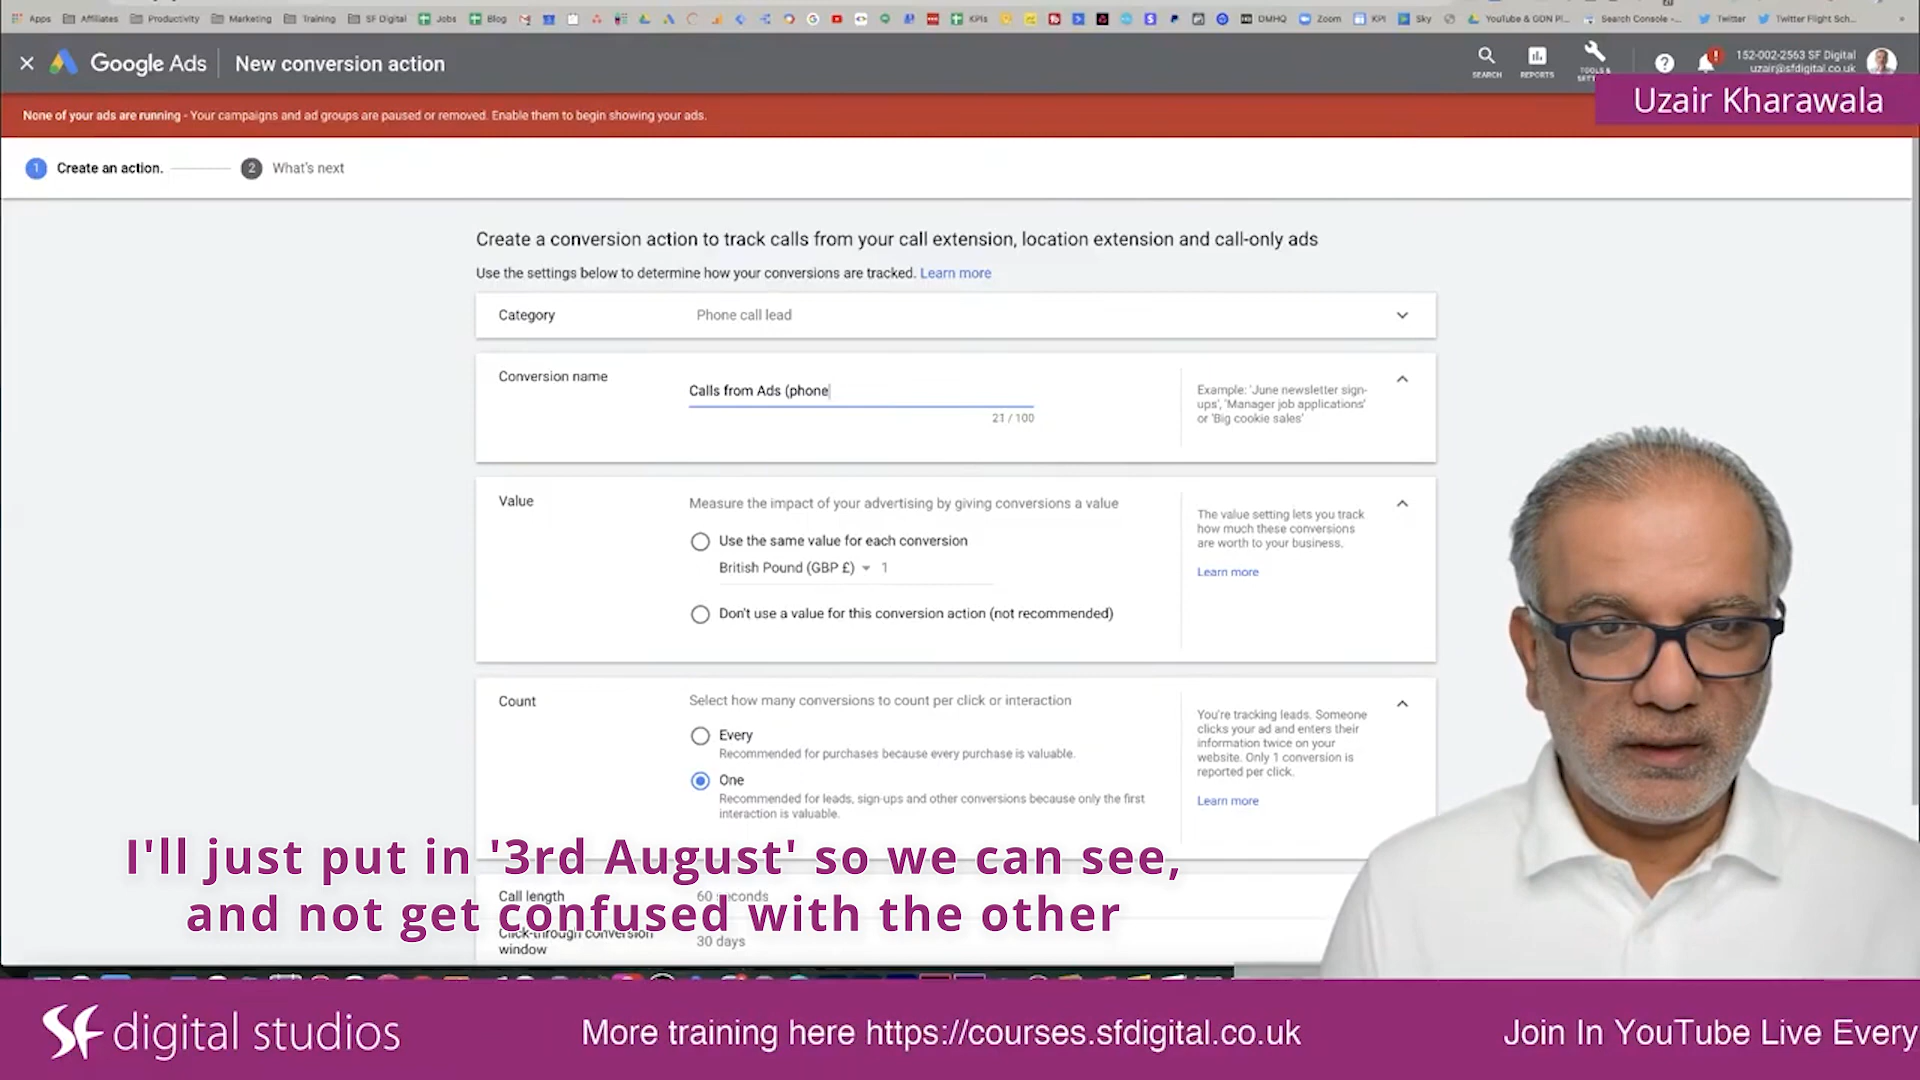 Apps Affiliates Productivity Marketing Training SF Digital Jobs Blog KPIs DMHQ Zoom KPI Sky YouTube & GDN Pl... Search Console -... Twitter Twitter Flight Sch...
Google Ads New conversion action
SEARCH REPORTS TOOLS &
152-002-2563 SF Digital
uzair@sfdigital.co.uk
Uzair Kharawala
None of your ads are running - Your campaigns and ad groups are paused or removed. Enable them to begin showing your ads.
1 Create an action. 2 What's next
Create a conversion action to track calls from your call extension, location extension and call-only ads
Use the settings below to determine how your conversions are tracked. Learn more
Category Phone call lead
Conversion name
Calls from Ads (phone
21 / 100
Example: 'June newsletter sign-
ups', 'Manager job applications'
or 'Big cookie sales'
Value
Measure the impact of your advertising by giving conversions a value
Use the same value for each conversion
British Pound (GBP £) 1
Don't use a value for this conversion action (not recommended)
The value setting lets you track
how much these conversions
are worth to your business.
Learn more
Count
Select how many conversions to count per click or interaction
Every
Recommended for purchases because every purchase is valuable.
One
Recommended for leads, sign-ups and other conversions because only the first
interaction is valuable.
You're tracking leads. Someone
clicks your ad and enters their
information twice on your
website. Only 1 conversion is
reported per click.
Learn more
I'll just put in '3rd August' so we can see,
and not get confused with the other
Call length 60 seconds
Click-through conversion
window 30 days
SF digital studios
More training here https://courses.sfdigital.co.uk
Join In YouTube Live Every